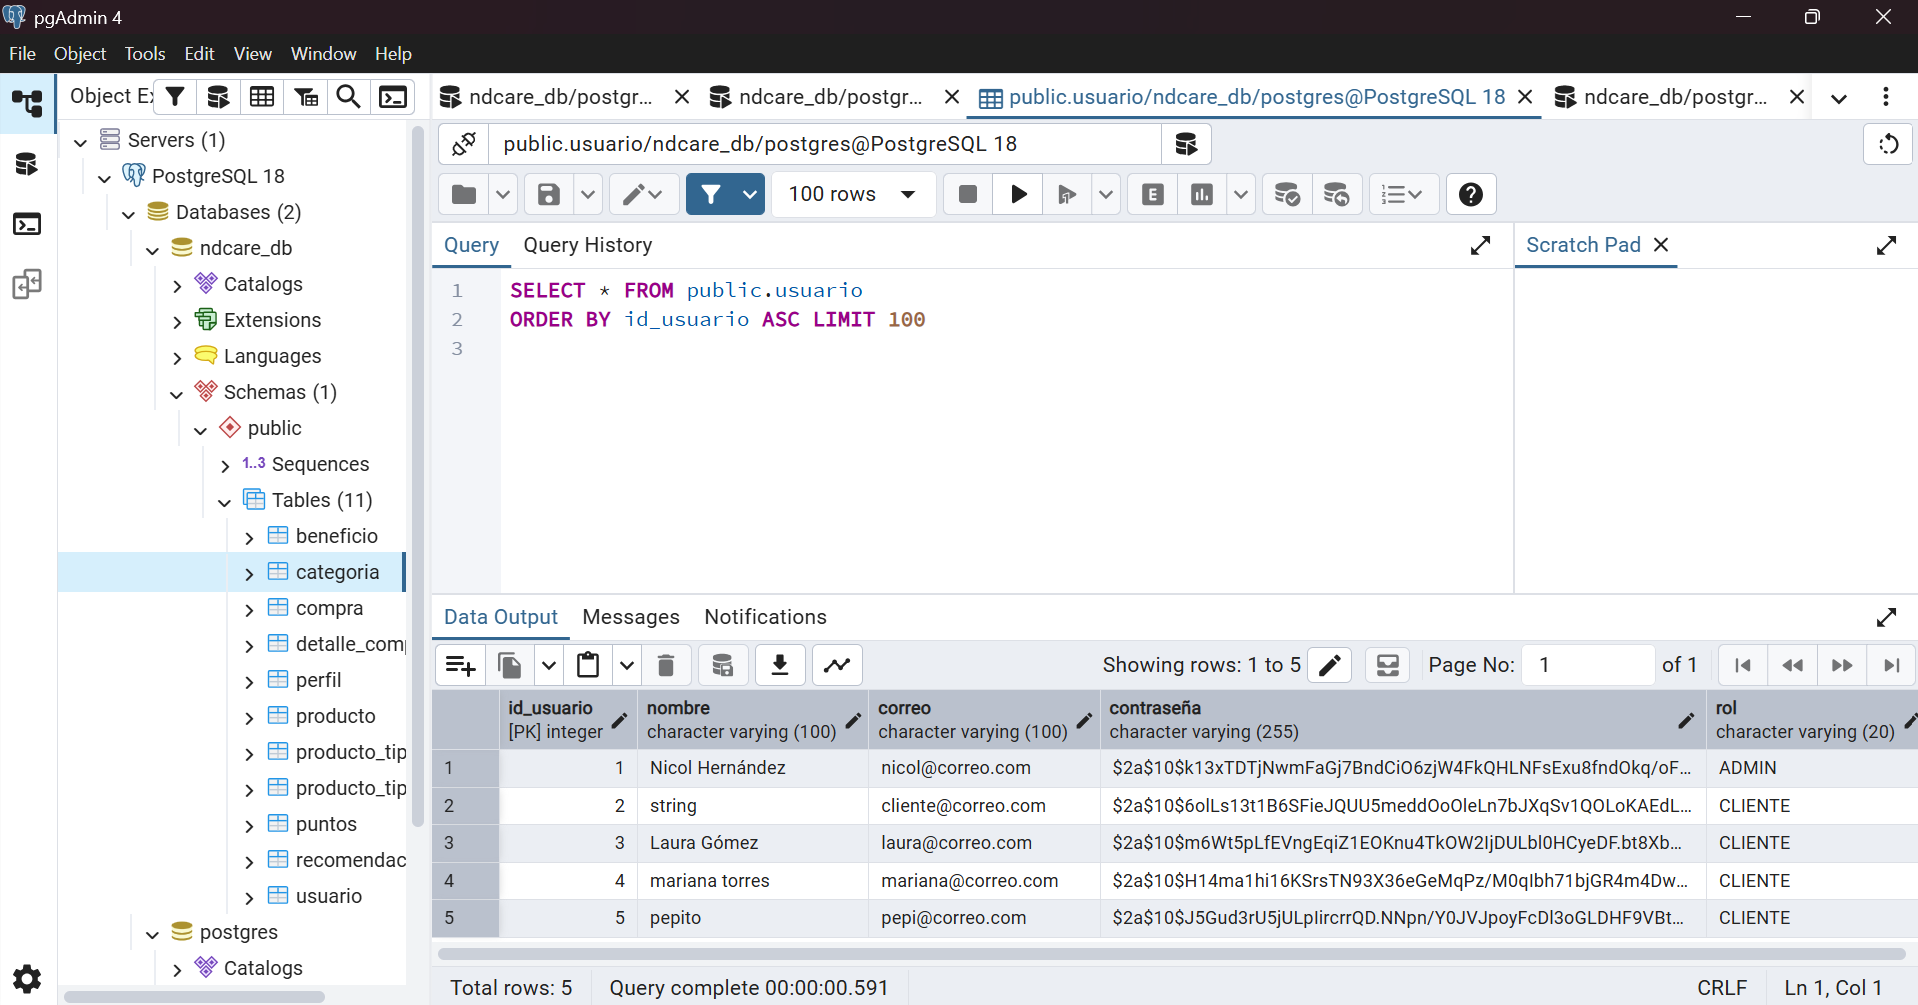 pgAdmin 4
File Object Tools Edit View Window Help
Object Ex
ndcare_db/postgr...
ndcare_db/postgr...
public.usuario/ndcare_db/postgres@PostgreSQL 18
ndcare_db/postgr...
Servers (1)
PostgreSQL 18
Databases (2)
ndcare_db
Catalogs
Extensions
Languages
Schemas (1)
public
1..3 Sequences
Tables (11)
beneficio
categoria
compra
detalle_com
perfil
producto
producto_tip
producto_tip
puntos
recomendac
usuario
postgres
Catalogs
public.usuario/ndcare_db/postgres@PostgreSQL 18
100 rows
E
Query Query History
Scratch Pad
1 SELECT * FROM public.usuario
2 ORDER BY id_usuario ASC LIMIT 100
3
Data Output Messages Notifications
Showing rows: 1 to 5 Page No: 1 of 1
id_usuario nombre correo contraseña rol
[PK] integer character varying (100) character varying (100) character varying (255) character varying (20)
1 1 Nicol Hernández nicol@correo.com $2a$10$k13xTDTjNwmFaGj7BndCiO6zjW4FkQHLNFsExu8fndOkq/oF... ADMIN
2 2 string cliente@correo.com $2a$10$6olLs13t1B6SFieJQUU5meddOoOleLn7bJXqSv1QOLoKAEdL... CLIENTE
3 3 Laura Gómez laura@correo.com $2a$10$m6Wt5pLfEVngEqiZ1EOKnu4TkOW2IjDULbl0HCyeDF.bt8Xb... CLIENTE
4 4 mariana torres mariana@correo.com $2a$10$H14ma1hi16KSrsTN93X36eGeMqPz/M0qlbh71bjGR4m4Dw... CLIENTE
5 5 pepito pepi@correo.com $2a$10$J5Gud3rU5jULplircrrQD.NNpn/Y0JVJpoyFcDl3oGLDHF9VBt... CLIENTE
Total rows: 5 Query complete 00:00:00.591 CRLF Ln 1, Col 1